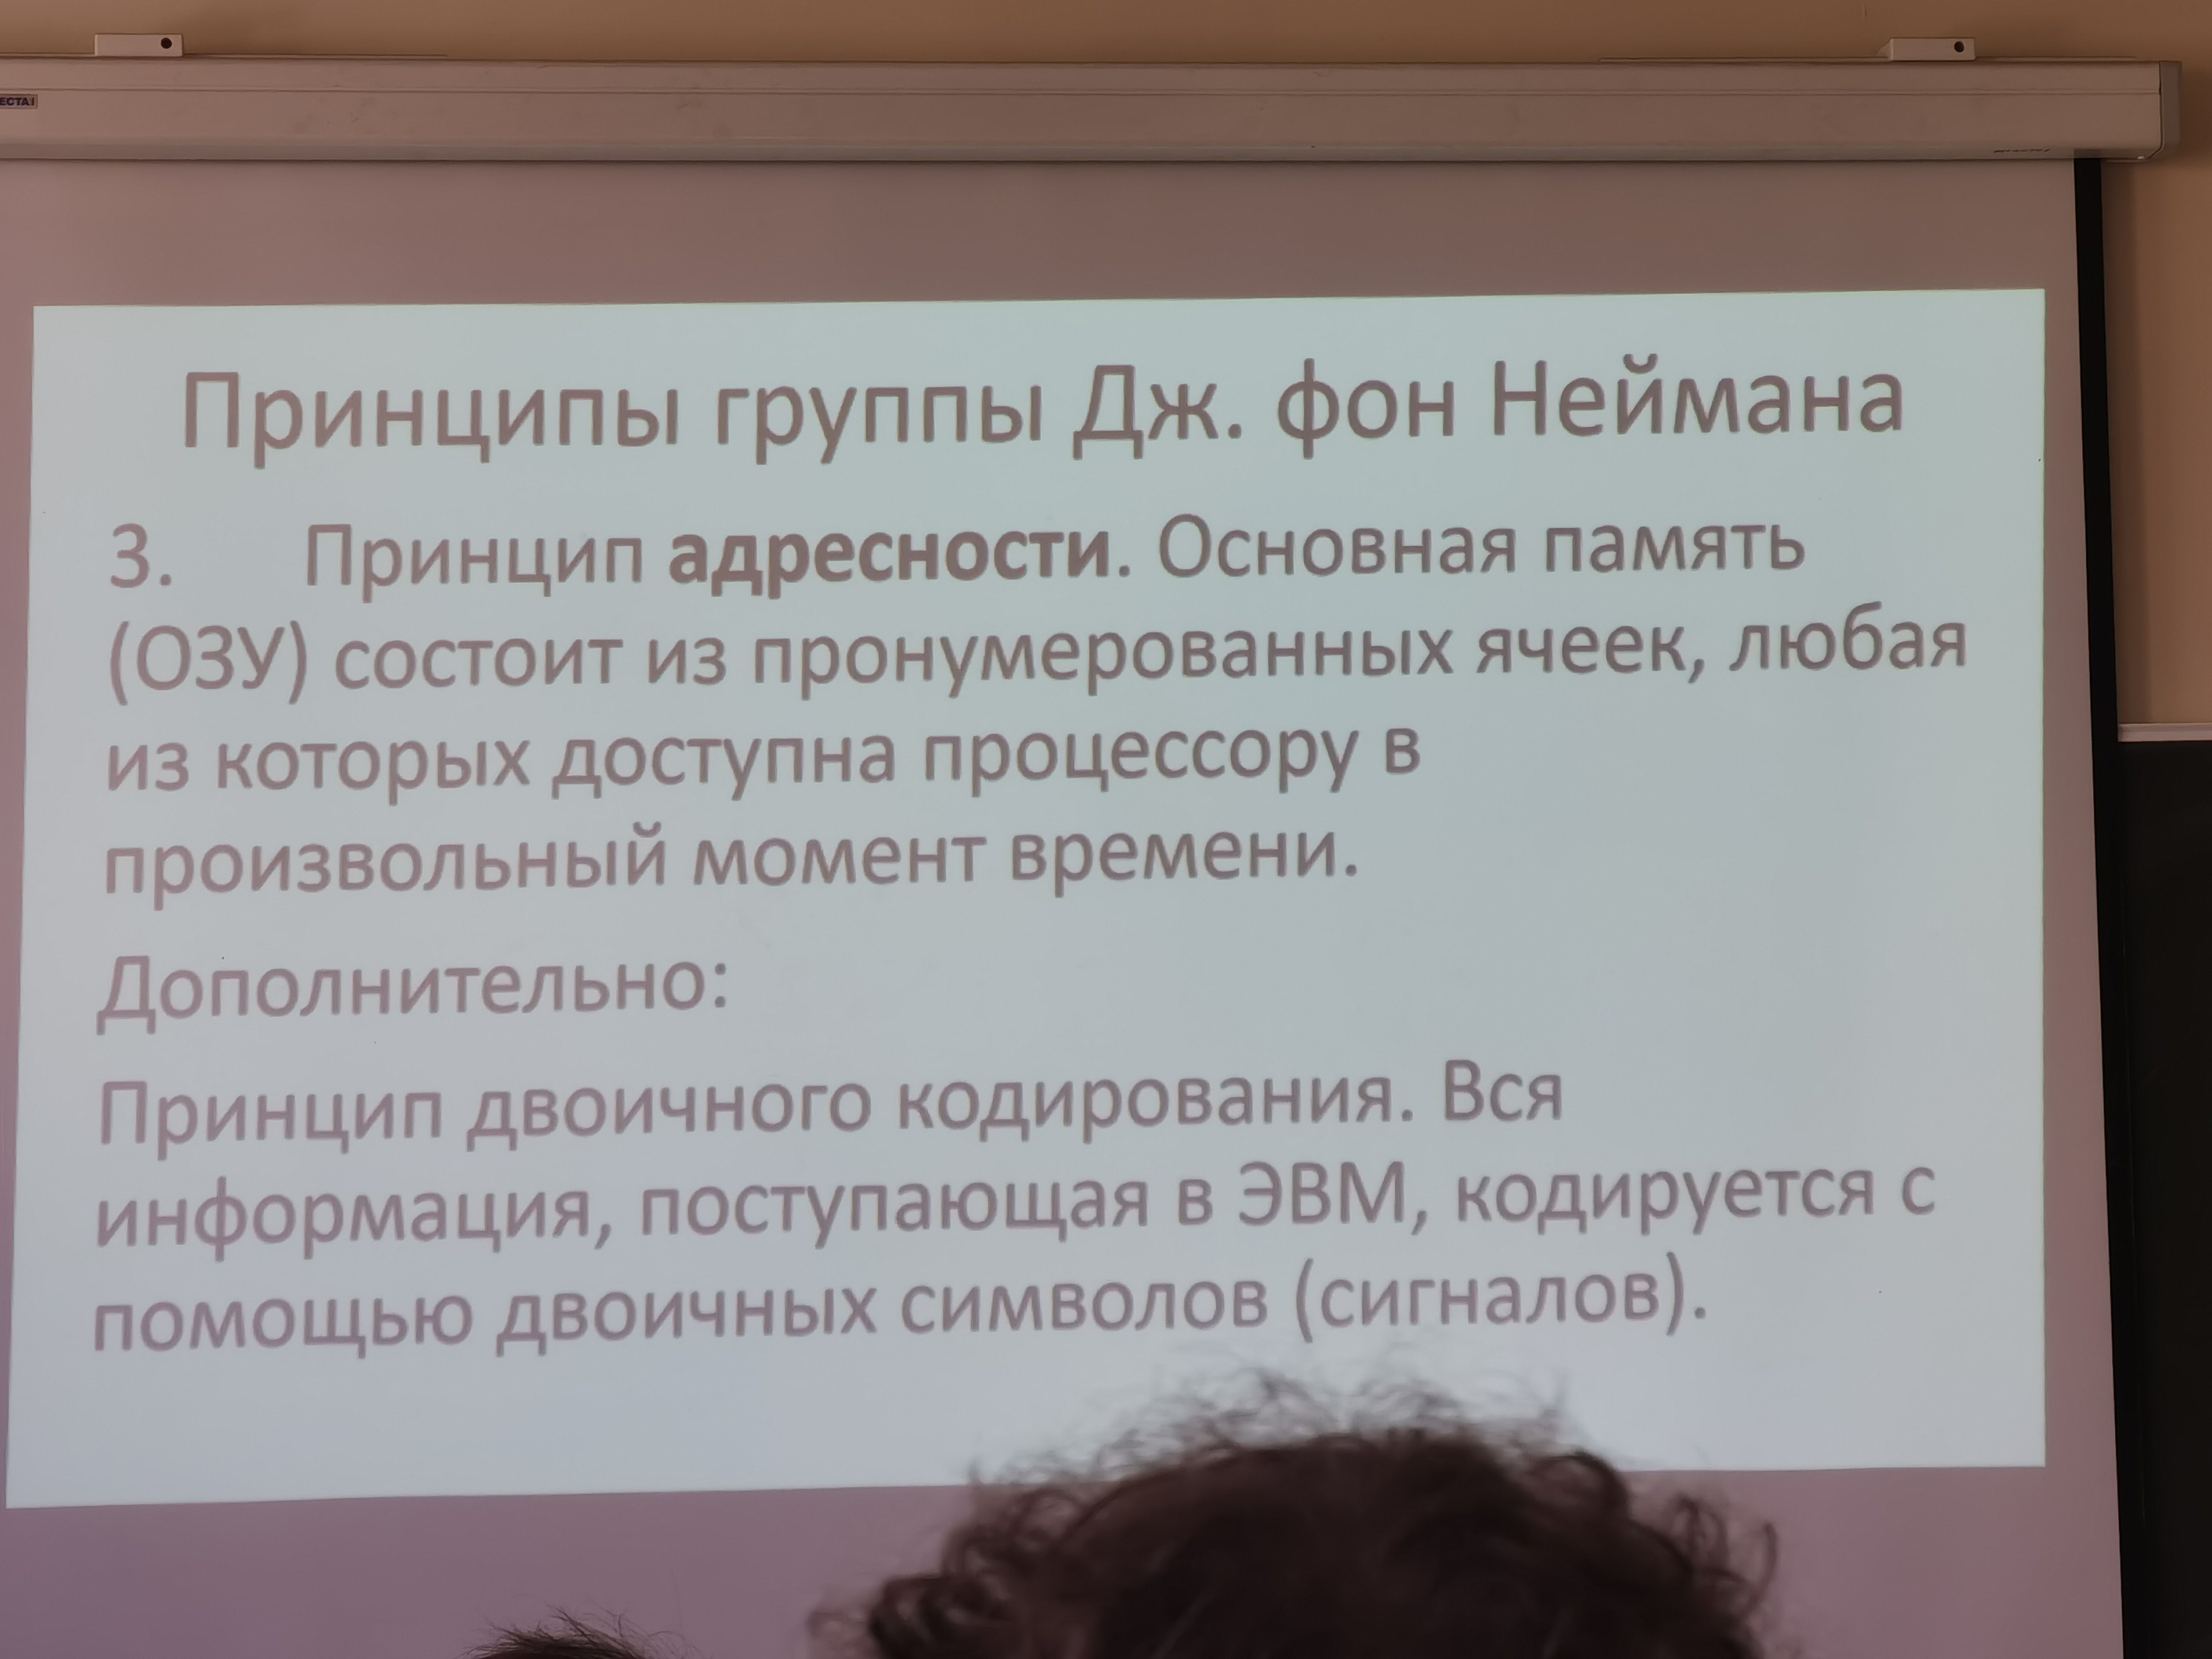 Принципы группы Дж. фон Неймана
3. Принцип адресности. Основная память
(ОЗУ) состоит из пронумерованных ячеек, любая
из которых доступна процессору в
произвольный момент времени.
Дополнительно:
Принцип двоичного кодирования. Вся
информация, поступающая в ЭВМ, кодируется с
помощью двоичных символов (сигналов).